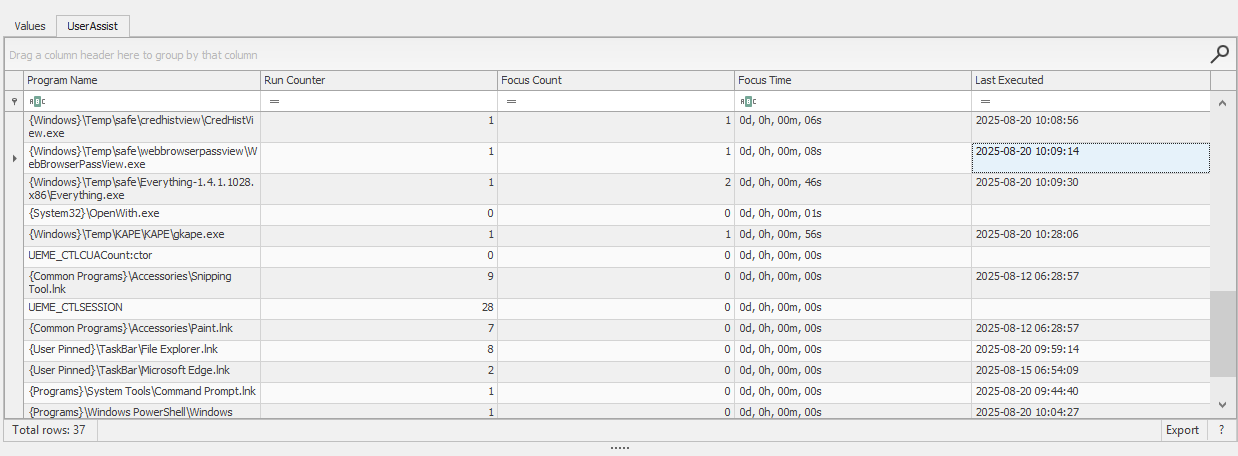 Values UserAssist
Drag a column header here to group by that column
Program Name Run Counter Focus Count Focus Time Last Executed
ABC = = ABC =
{Windows}\Temp\safe\credhistview\CredHistVi 1 1 0d, 0h, 00m, 06s 2025-08-20 10:08:56
ew.exe
{Windows}\Temp\safe\webbrowserpassview\W 1 1 0d, 0h, 00m, 08s 2025-08-20 10:09:14
ebBrowserPassView.exe
{Windows}\Temp\safe\Everything-1.4.1.1028. 1 2 0d, 0h, 00m, 46s 2025-08-20 10:09:30
x86\Everything.exe
{System32}\OpenWith.exe 0 0 0d, 0h, 00m, 01s
{Windows}\Temp\KAPE\KAPE\gkape.exe 1 1 0d, 0h, 00m, 56s 2025-08-20 10:28:06
UEME_CTLCUACount:ctor 0 0 0d, 0h, 00m, 00s
{Common Programs}\Accessories\Snipping 9 0 0d, 0h, 00m, 00s 2025-08-12 06:28:57
Tool.lnk
UEME_CTLSESSION 28 0 0d, 0h, 00m, 00s
{Common Programs}\Accessories\Paint.lnk 7 0 0d, 0h, 00m, 00s 2025-08-12 06:28:57
{User Pinned}\TaskBar\File Explorer.lnk 8 0 0d, 0h, 00m, 00s 2025-08-20 09:59:14
{User Pinned}\TaskBar\Microsoft Edge.lnk 2 0 0d, 0h, 00m, 00s 2025-08-15 06:54:09
{Programs}\System Tools\Command Prompt.lnk 1 0 0d, 0h, 00m, 00s 2025-08-20 09:44:40
{Programs}\Windows PowerShell\Windows 1 0 0d, 0h, 00m, 00s 2025-08-20 10:04:27
Total rows: 37 Export ?